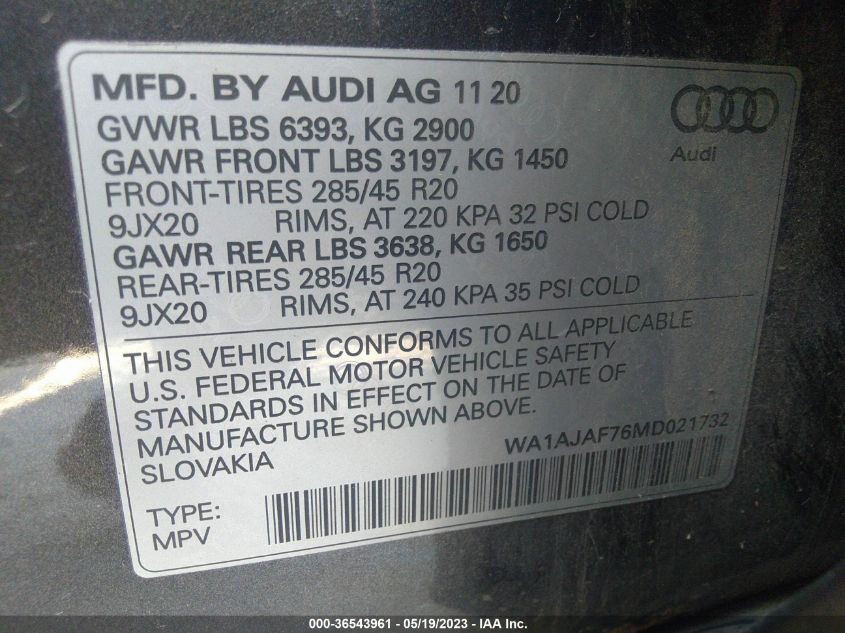 MFD. BY AUDI AG 11 20
GVWR LBS 6393, KG 2900
GAWR FRONT LBS 3197, KG 1450
FRONT-TIRES 285/45 R20
9JX20 RIMS, AT 220 KPA 32 PSI COLD
GAWR REAR LBS 3638, KG 1650
REAR-TIRES 285/45 R20
9JX20 RIMS, AT 240 KPA 35 PSI COLD
Audi
THIS VEHICLE CONFORMS TO ALL APPLICABLE
U.S. FEDERAL MOTOR VEHICLE SAFETY
STANDARDS IN EFFECT ON THE DATE OF
MANUFACTURE SHOWN ABOVE.
SLOVAKIA
WA1AJAF76MD021732
TYPE:
MPV
000-36543961 - 05/19/2023 - IAA Inc.